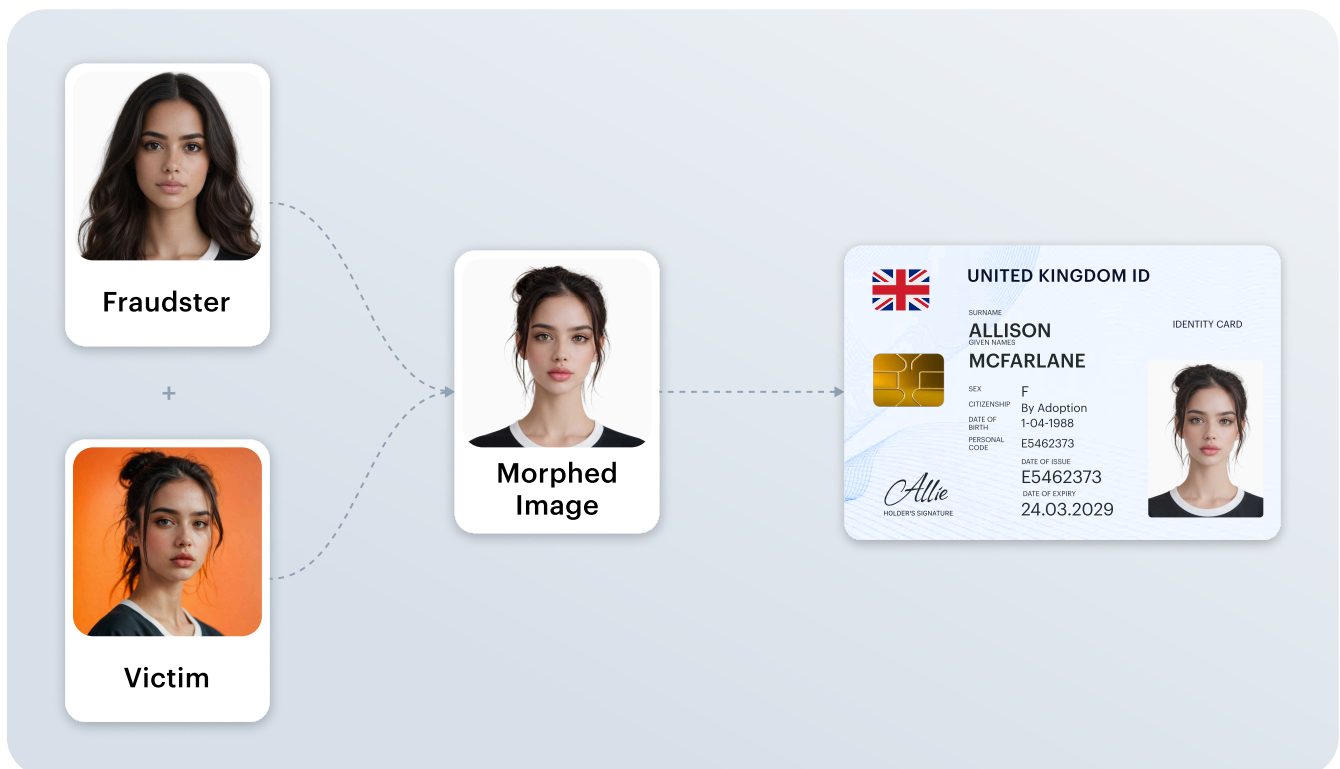 Fraudster
+
Victim
Morphed
Image
UNITED KINGDOM ID
IDENTITY CARD
SURNAME
ALLISON
GIVEN NAMES
MCFARLANE
SEX F
CITIZENSHIP By Adoption
DATE OF
BIRTH 1-04-1988
PERSONAL
CODE E5462373
DATE OF ISSUE
E5462373
DATE OF EXPIRY
24.03.2029
Allie
HOLDER'S SIGNATURE